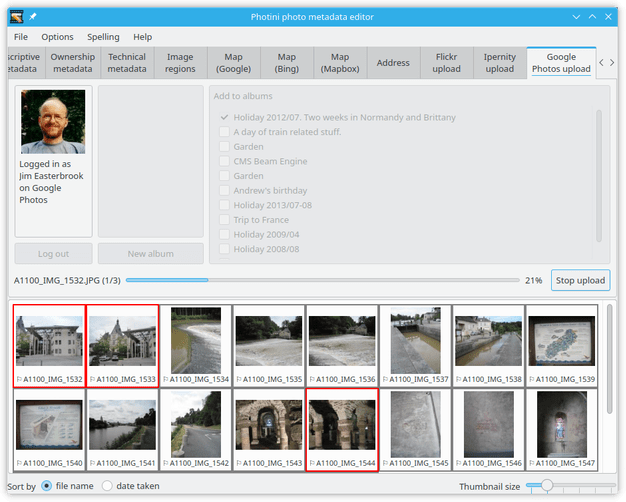 Photini photo metadata editor
File Options Spelling Help
scriptive metadata
Ownership metadata
Technical metadata
Image regions
Map (Google)
Map (Bing)
Map (Mapbox)
Address
Flickr upload
Ipernity upload
Google Photos upload
Logged in as
Jim Easterbrook
on Google
Photos
Log out
New album
Add to albums
Holiday 2012/07. Two weeks in Normandy and Brittany
A day of train related stuff.
Garden
CMS Beam Engine
Garden
Andrew's birthday
Holiday 2013/07-08
Trip to France
Holiday 2009/04
Holiday 2008/08
A1100_IMG_1532.JPG (1/3) 21% Stop upload
A1100_IMG_1532 A1100_IMG_1533 A1100_IMG_1534 A1100_IMG_1535 A1100_IMG_1536 A1100_IMG_1537 A1100_IMG_1538 A1100_IMG_1539
A1100_IMG_1540 A1100_IMG_1541 A1100_IMG_1542 A1100_IMG_1543 A1100_IMG_1544 A1100_IMG_1545 A1100_IMG_1546 A1100_IMG_1547
Sort by file name date taken Thumbnail size